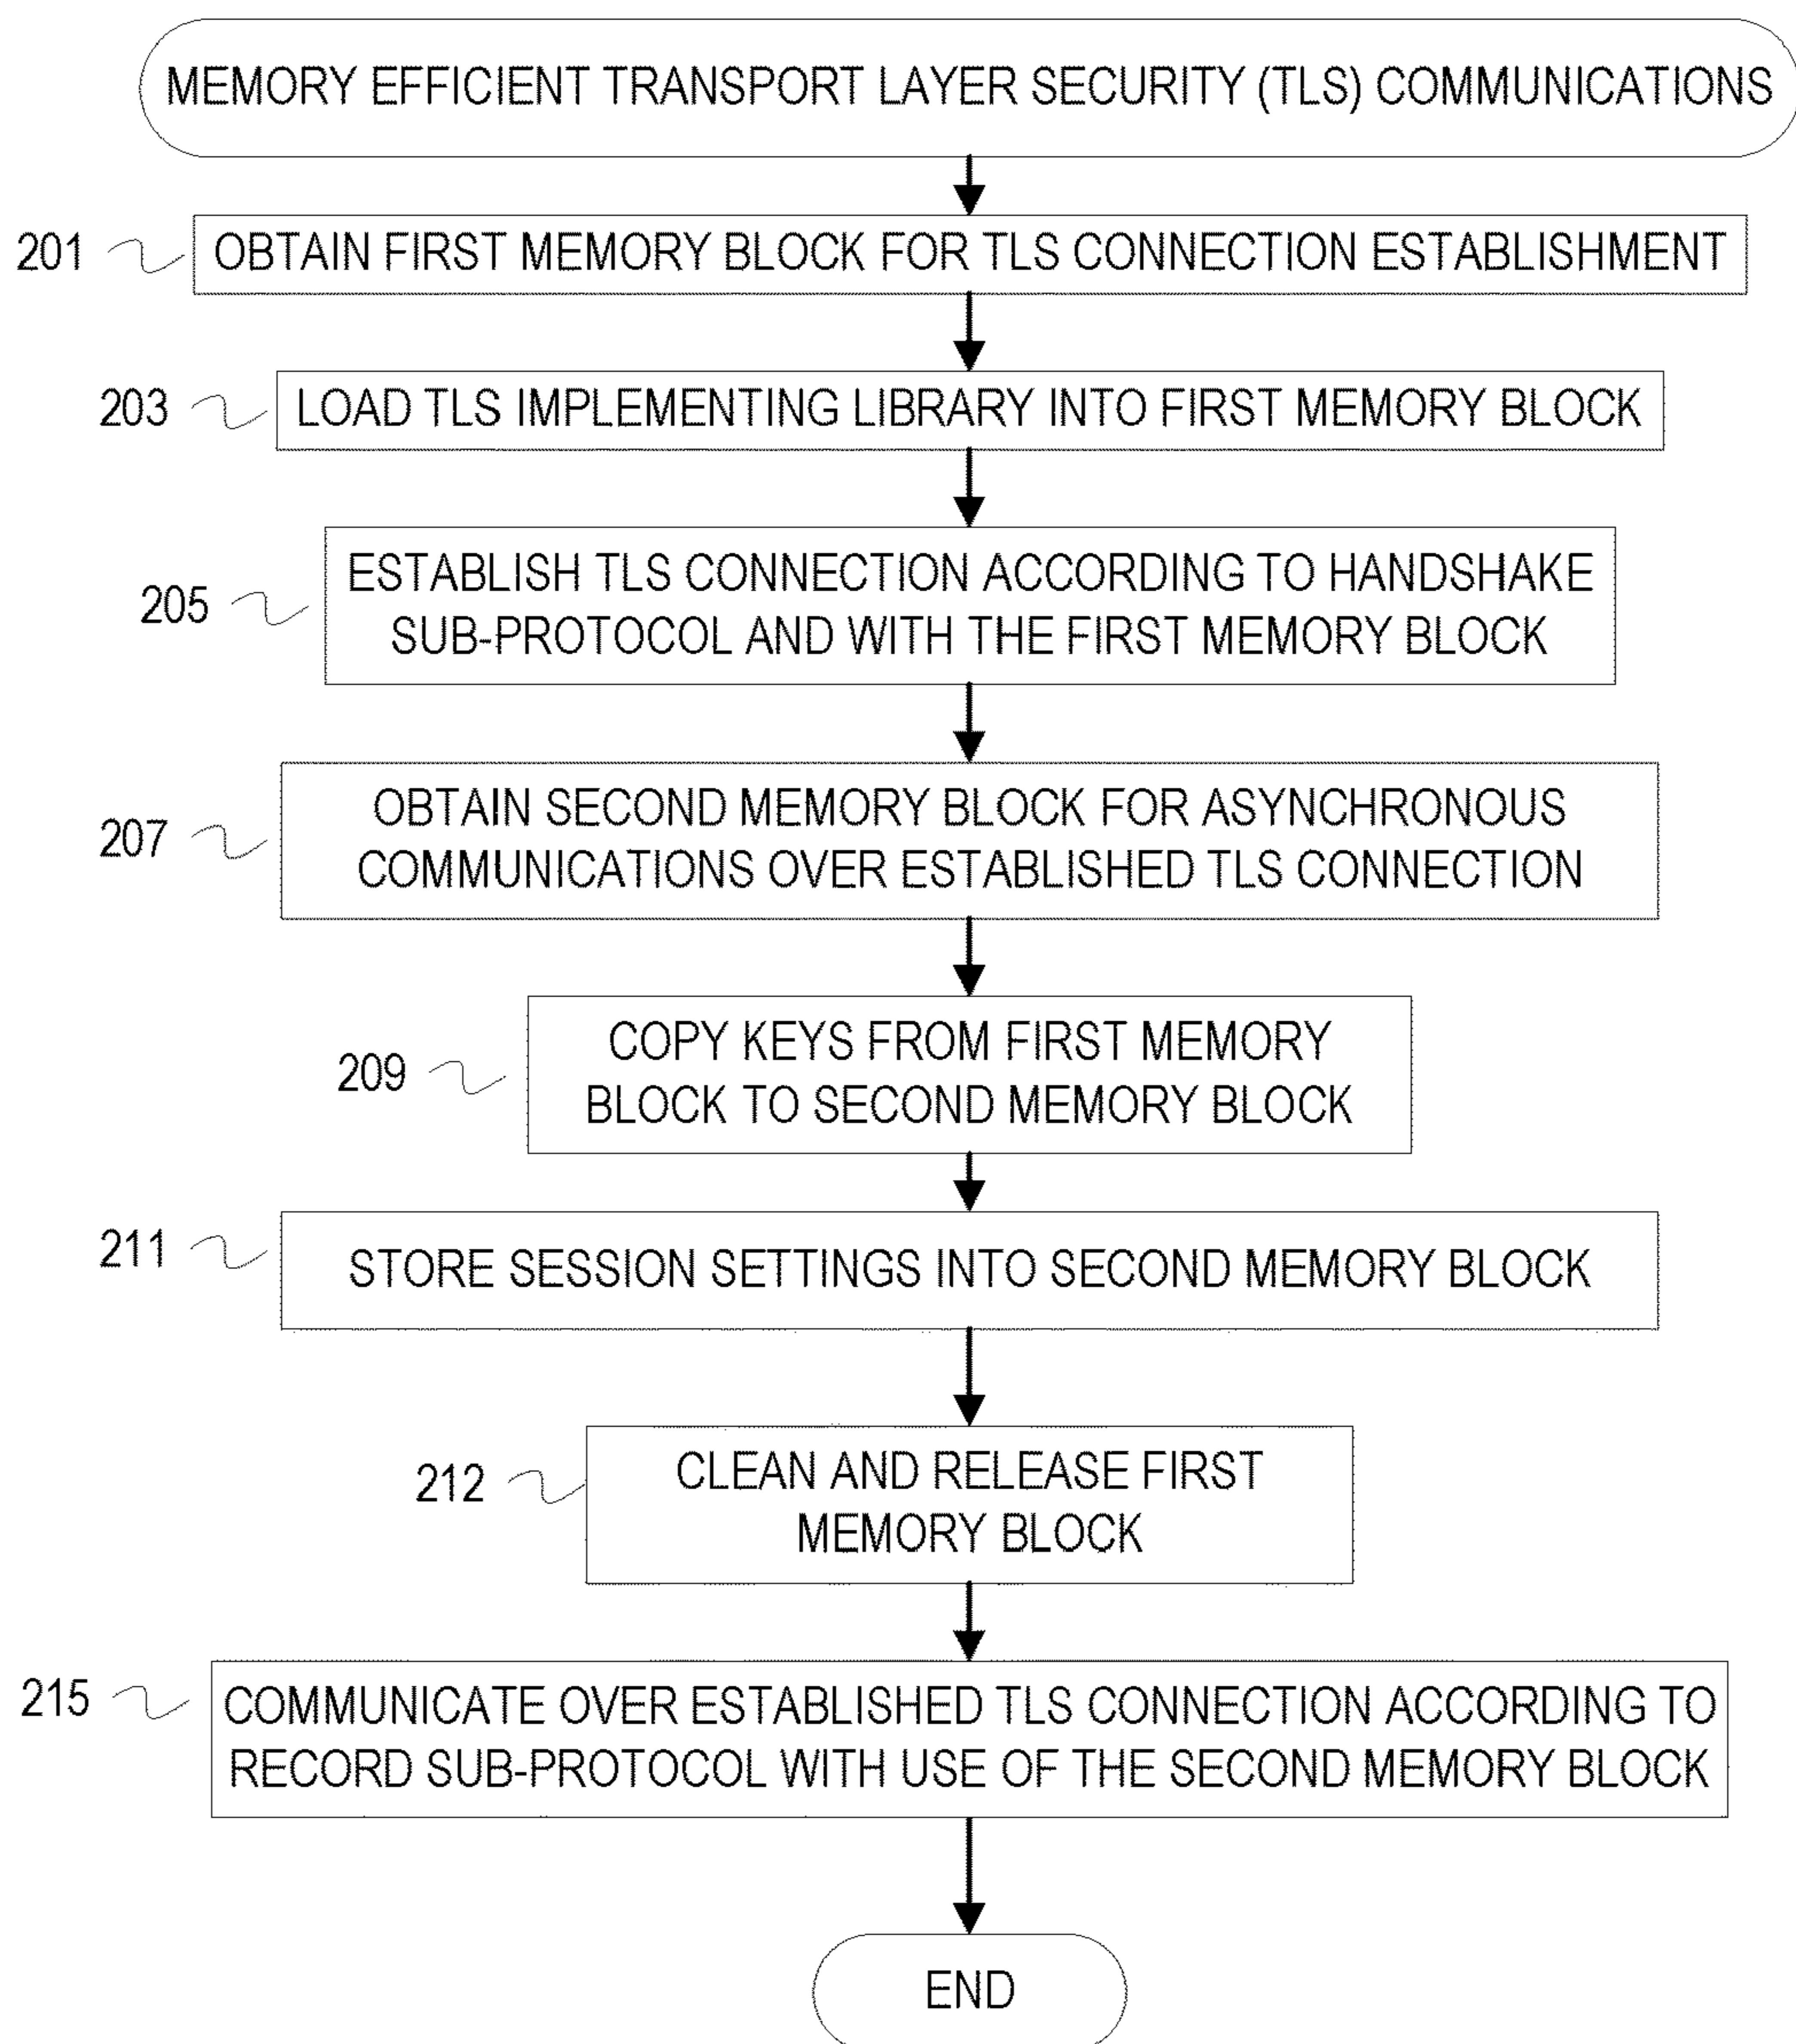 MEMORY EFFICIENT TRANSPORT LAYER SECURITY (TLS) COMMUNICATIONS
201
OBTAIN FIRST MEMORY BLOCK FOR TLS CONNECTION ESTABLISHMENT
203
LOAD TLS IMPLEMENTING LIBRARY INTO FIRST MEMORY BLOCK
205
ESTABLISH TLS CONNECTION ACCORDING TO HANDSHAKE
SUB-PROTOCOL AND WITH THE FIRST MEMORY BLOCK
207
OBTAIN SECOND MEMORY BLOCK FOR ASYNCHRONOUS
COMMUNICATIONS OVER ESTABLISHED TLS CONNECTION
209
COPY KEYS FROM FIRST MEMORY
BLOCK TO SECOND MEMORY BLOCK
211
STORE SESSION SETTINGS INTO SECOND MEMORY BLOCK
212
CLEAN AND RELEASE FIRST
MEMORY BLOCK
215
COMMUNICATE OVER ESTABLISHED TLS CONNECTION ACCORDING TO
RECORD SUB-PROTOCOL WITH USE OF THE SECOND MEMORY BLOCK
END